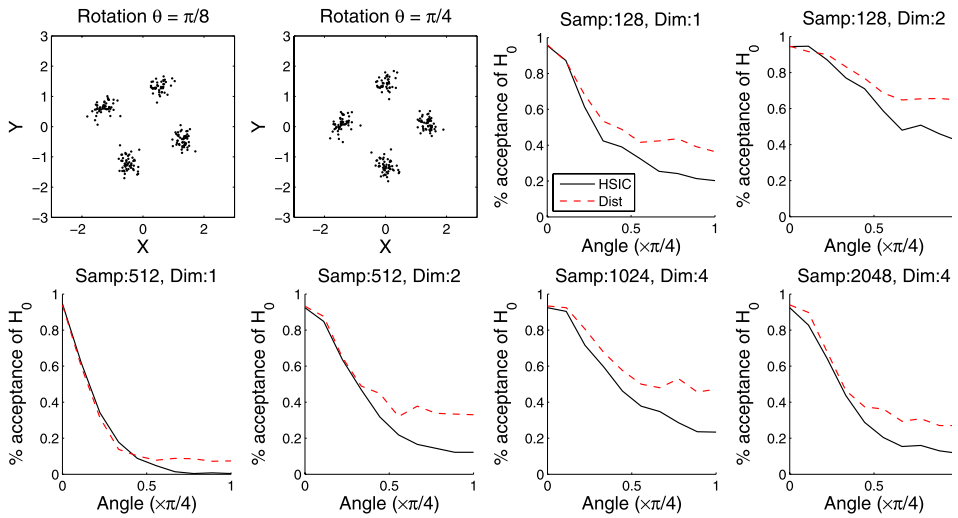 Rotation θ = π/8
3
2
1
0
−1
−2
−3
Y
−2 0 2
X
Rotation θ = π/4
3
2
1
0
−1
−2
−3
Y
−2 0 2
X
Samp:128, Dim:1
% acceptance of H0
1
0.8
0.6
0.4
0.2
0
HSIC
Dist
0 0.5 1
Angle (×π/4)
Samp:128, Dim:2
% acceptance of H0
1
0.8
0.6
0.4
0.2
0
0 0.5
Angle (×π/4)
Samp:512, Dim:1
% acceptance of H0
1
0.8
0.6
0.4
0.2
0
0 0.5 1
Angle (×π/4)
Samp:512, Dim:2
% acceptance of H0
1
0.8
0.6
0.4
0.2
0
0 0.5 1
Angle (×π/4)
Samp:1024, Dim:4
% acceptance of H0
1
0.8
0.6
0.4
0.2
0
0 0.5 1
Angle (×π/4)
Samp:2048, Dim:4
% acceptance of H0
1
0.8
0.6
0.4
0.2
0
0 0.5
Angle (×π/4)